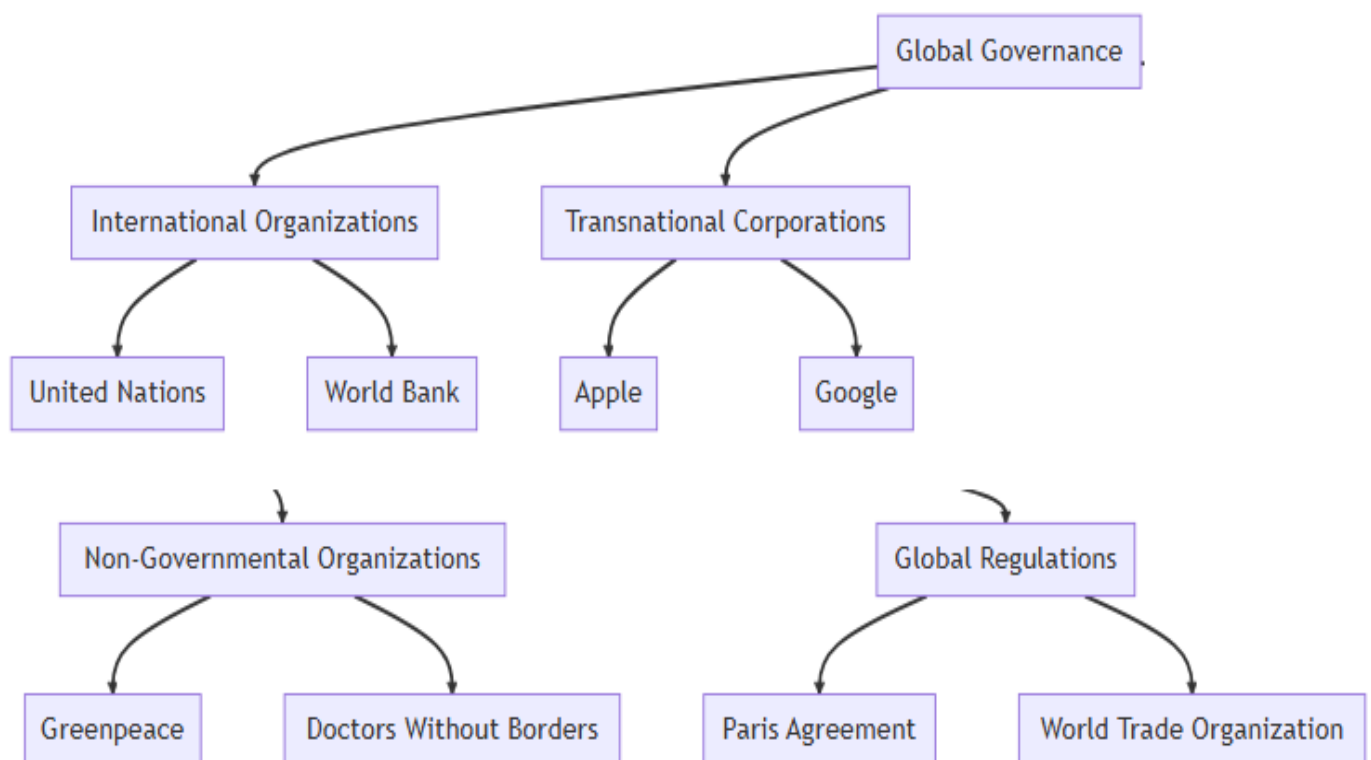 Global Governance
International Organizations
Transnational Corporations
United Nations
World Bank
Apple
Google
Non-Governmental Organizations
Global Regulations
Greenpeace
Doctors Without Borders
Paris Agreement
World Trade Organization